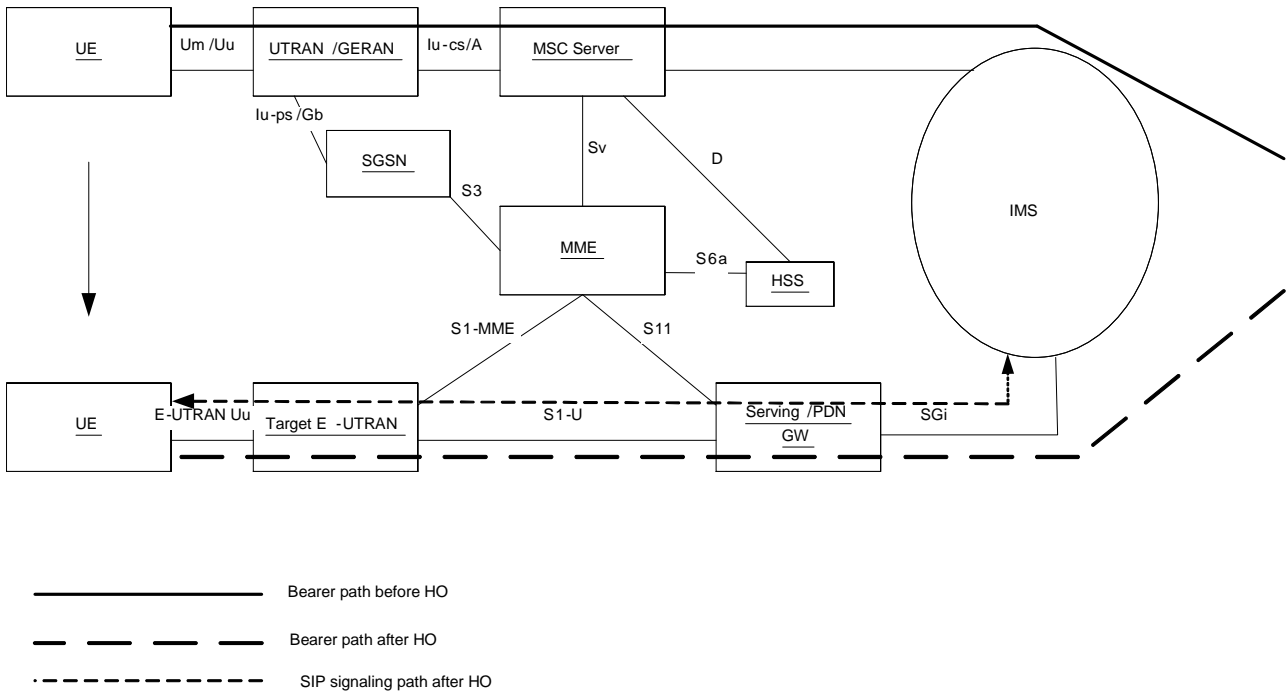 UE
Um /Uu
UTRAN /GERAN
Iu-cs/A
MSC Server
Iu-ps /Gb
SGSN
S3
Sv
D
IMS
MME
S6a
HSS
S1-MME
S11
UE
E-UTRAN Uu
Target E -UTRAN
S1-U
Serving /PDN
GW
SGi
Bearer path before HO
Bearer path after HO
SIP signaling path after HO